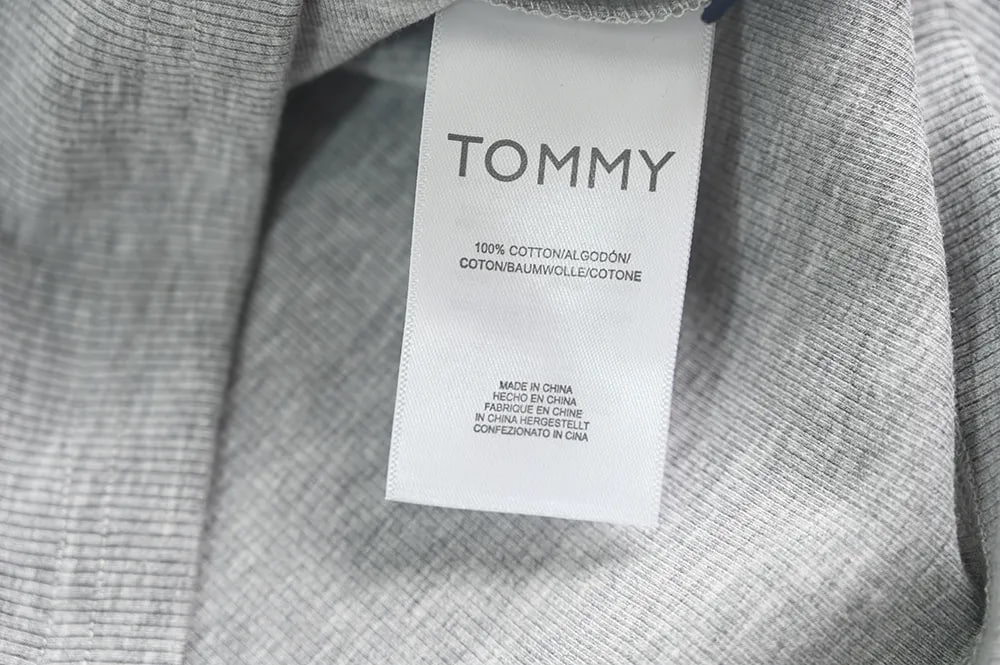 TOMMY
100% COTTON/ALGODÓN/
COTON/BAUMWOLLE/COTONE
MADE IN CHINA
HECHO EN CHINA
FABRIQUE EN CHINE
IN CHINA HERGESTELLT
CONFEZIONATO IN CINA